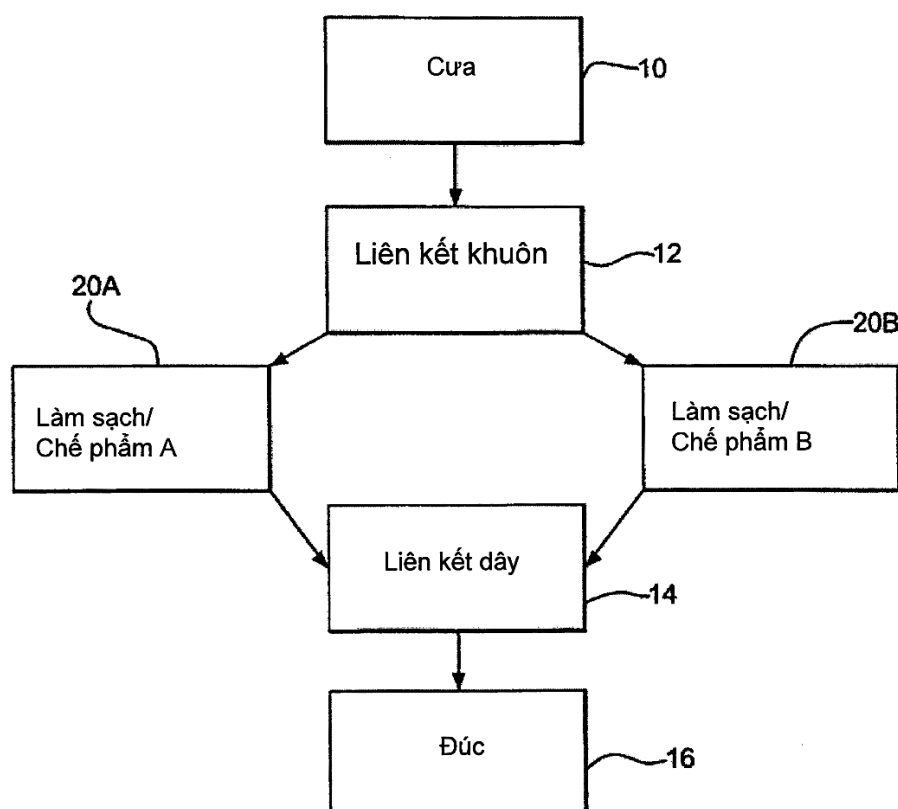 Cưa
10
Liên kết khuôn
12
20A
20B
Làm sạch/
Chế phẩm A
Làm sạch/
Chế phẩm B
Liên kết dây
14
Đúc
16